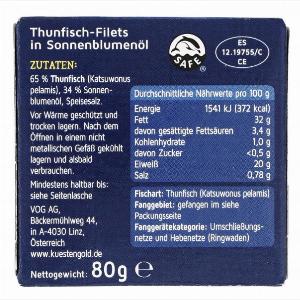 Thunfisch-Filets
in Sonnenblumenöl
SAFE
®
ES
12.19755/C
CE
ZUTATEN:
65 % Thunfisch (Katsuwonus
pelamis), 34 % Sonnen-
blumenöl, Speisesalz.
Vor Wärme geschützt und
trocken lagern. Nach dem
Öffnen in einem nicht
metallischen Gefäß gekühlt
lagern und alsbald
verbrauchen.
Mindestens haltbar bis:
siehe Seitenlasche
VOG AG,
Bäckermühlweg 44,
in A-4030 Linz,
Österreich
www.kuestengold.de
Nettogewicht: 80g ℮
Durchschnittliche Nährwerte pro 100 g
Energie 1541 kJ (372 kcal)
Fett 32 g
davon gesättigte Fettsäuren 3,4 g
Kohlenhydrate 1,0 g
davon Zucker <0,5 g
Eiweiß 20 g
Salz 0,78 g
Fischart: Thunfisch (Katsuwonus pelamis)
Fanggebiet: gefangen im siehe
Packungsseite
Fanggerätekategorie: Umschließungs-
netze und Hebenetze (Ringwaden)